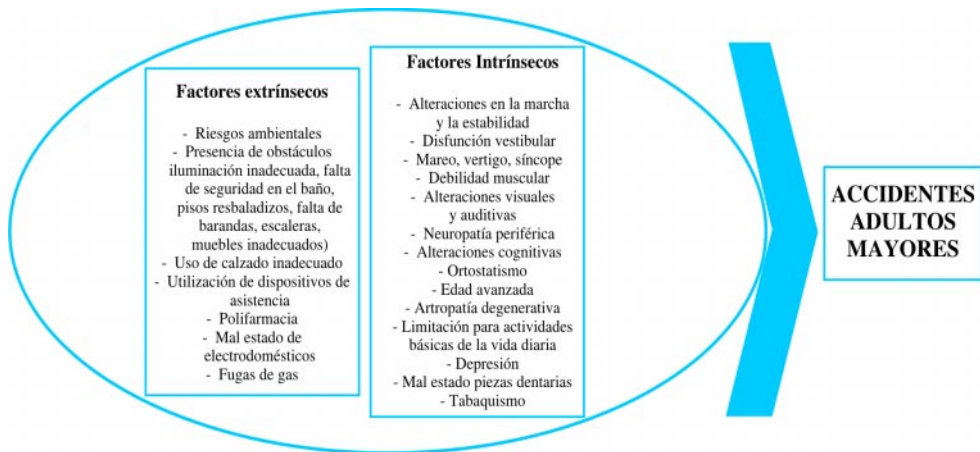 Factores extrínsecos
- Riesgos ambientales
- Presencia de obstáculos
iluminación inadecuada, falta
de seguridad en el baño,
pisos resbaladizos, falta de
barandas, escaleras,
muebles inadecuados)
- Uso de calzado inadecuado
- Utilización de dispositivos de
asistencia
- Polifarmacia
- Mal estado de
electrodomésticos
- Fugas de gas
Factores Intrínsecos
- Alteraciones en la marcha
y la estabilidad
- Disfunción vestibular
- Mareo, vertigo, síncope
- Debilidad muscular
- Alteraciones visuales
y auditivas
- Neuropatía periférica
- Alteraciones cognitivas
- Ortostatismo
- Edad avanzada
- Artropatía degenerativa
- Limitación para actividades
básicas de la vida diaria
- Depresión
- Mal estado piezas dentarias
- Tabaquismo
ACCIDENTES
ADULTOS
MAYORES